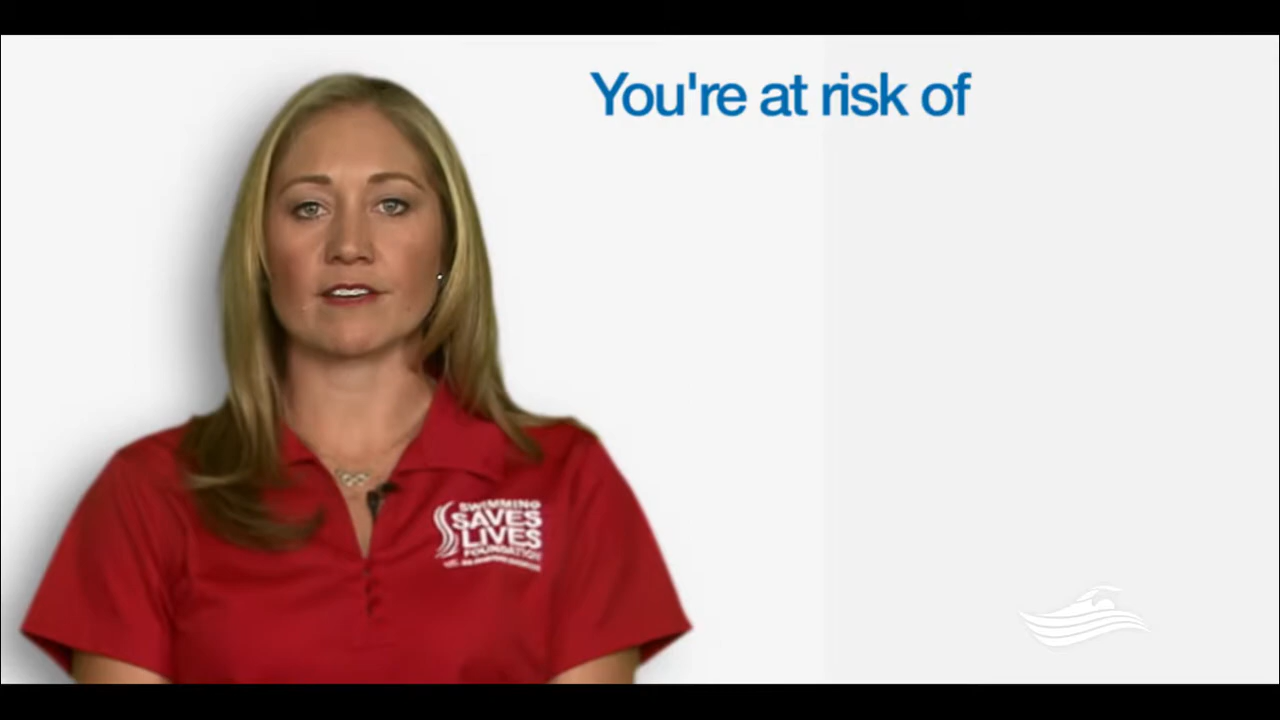 You're at risk of
SWIMMING
SAVES
LIVES
FOUNDATION